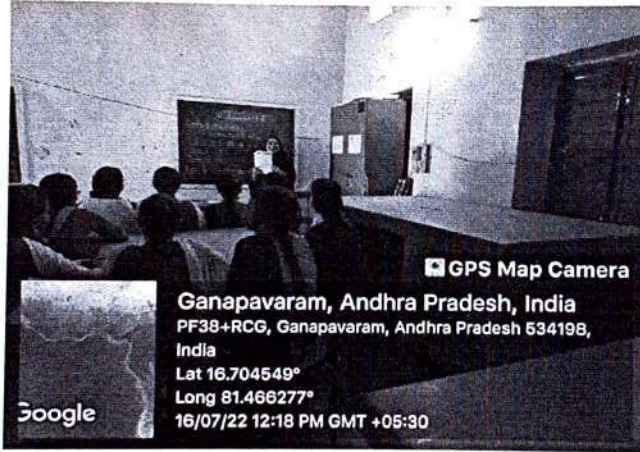 GPS Map Camera
Ganapavaram, Andhra Pradesh, India
PF38+RCG, Ganapavaram, Andhra Pradesh 534198,
India
Lat 16.704549°
Long 81.466277°
16/07/22 12:18 PM GMT +05:30
Google